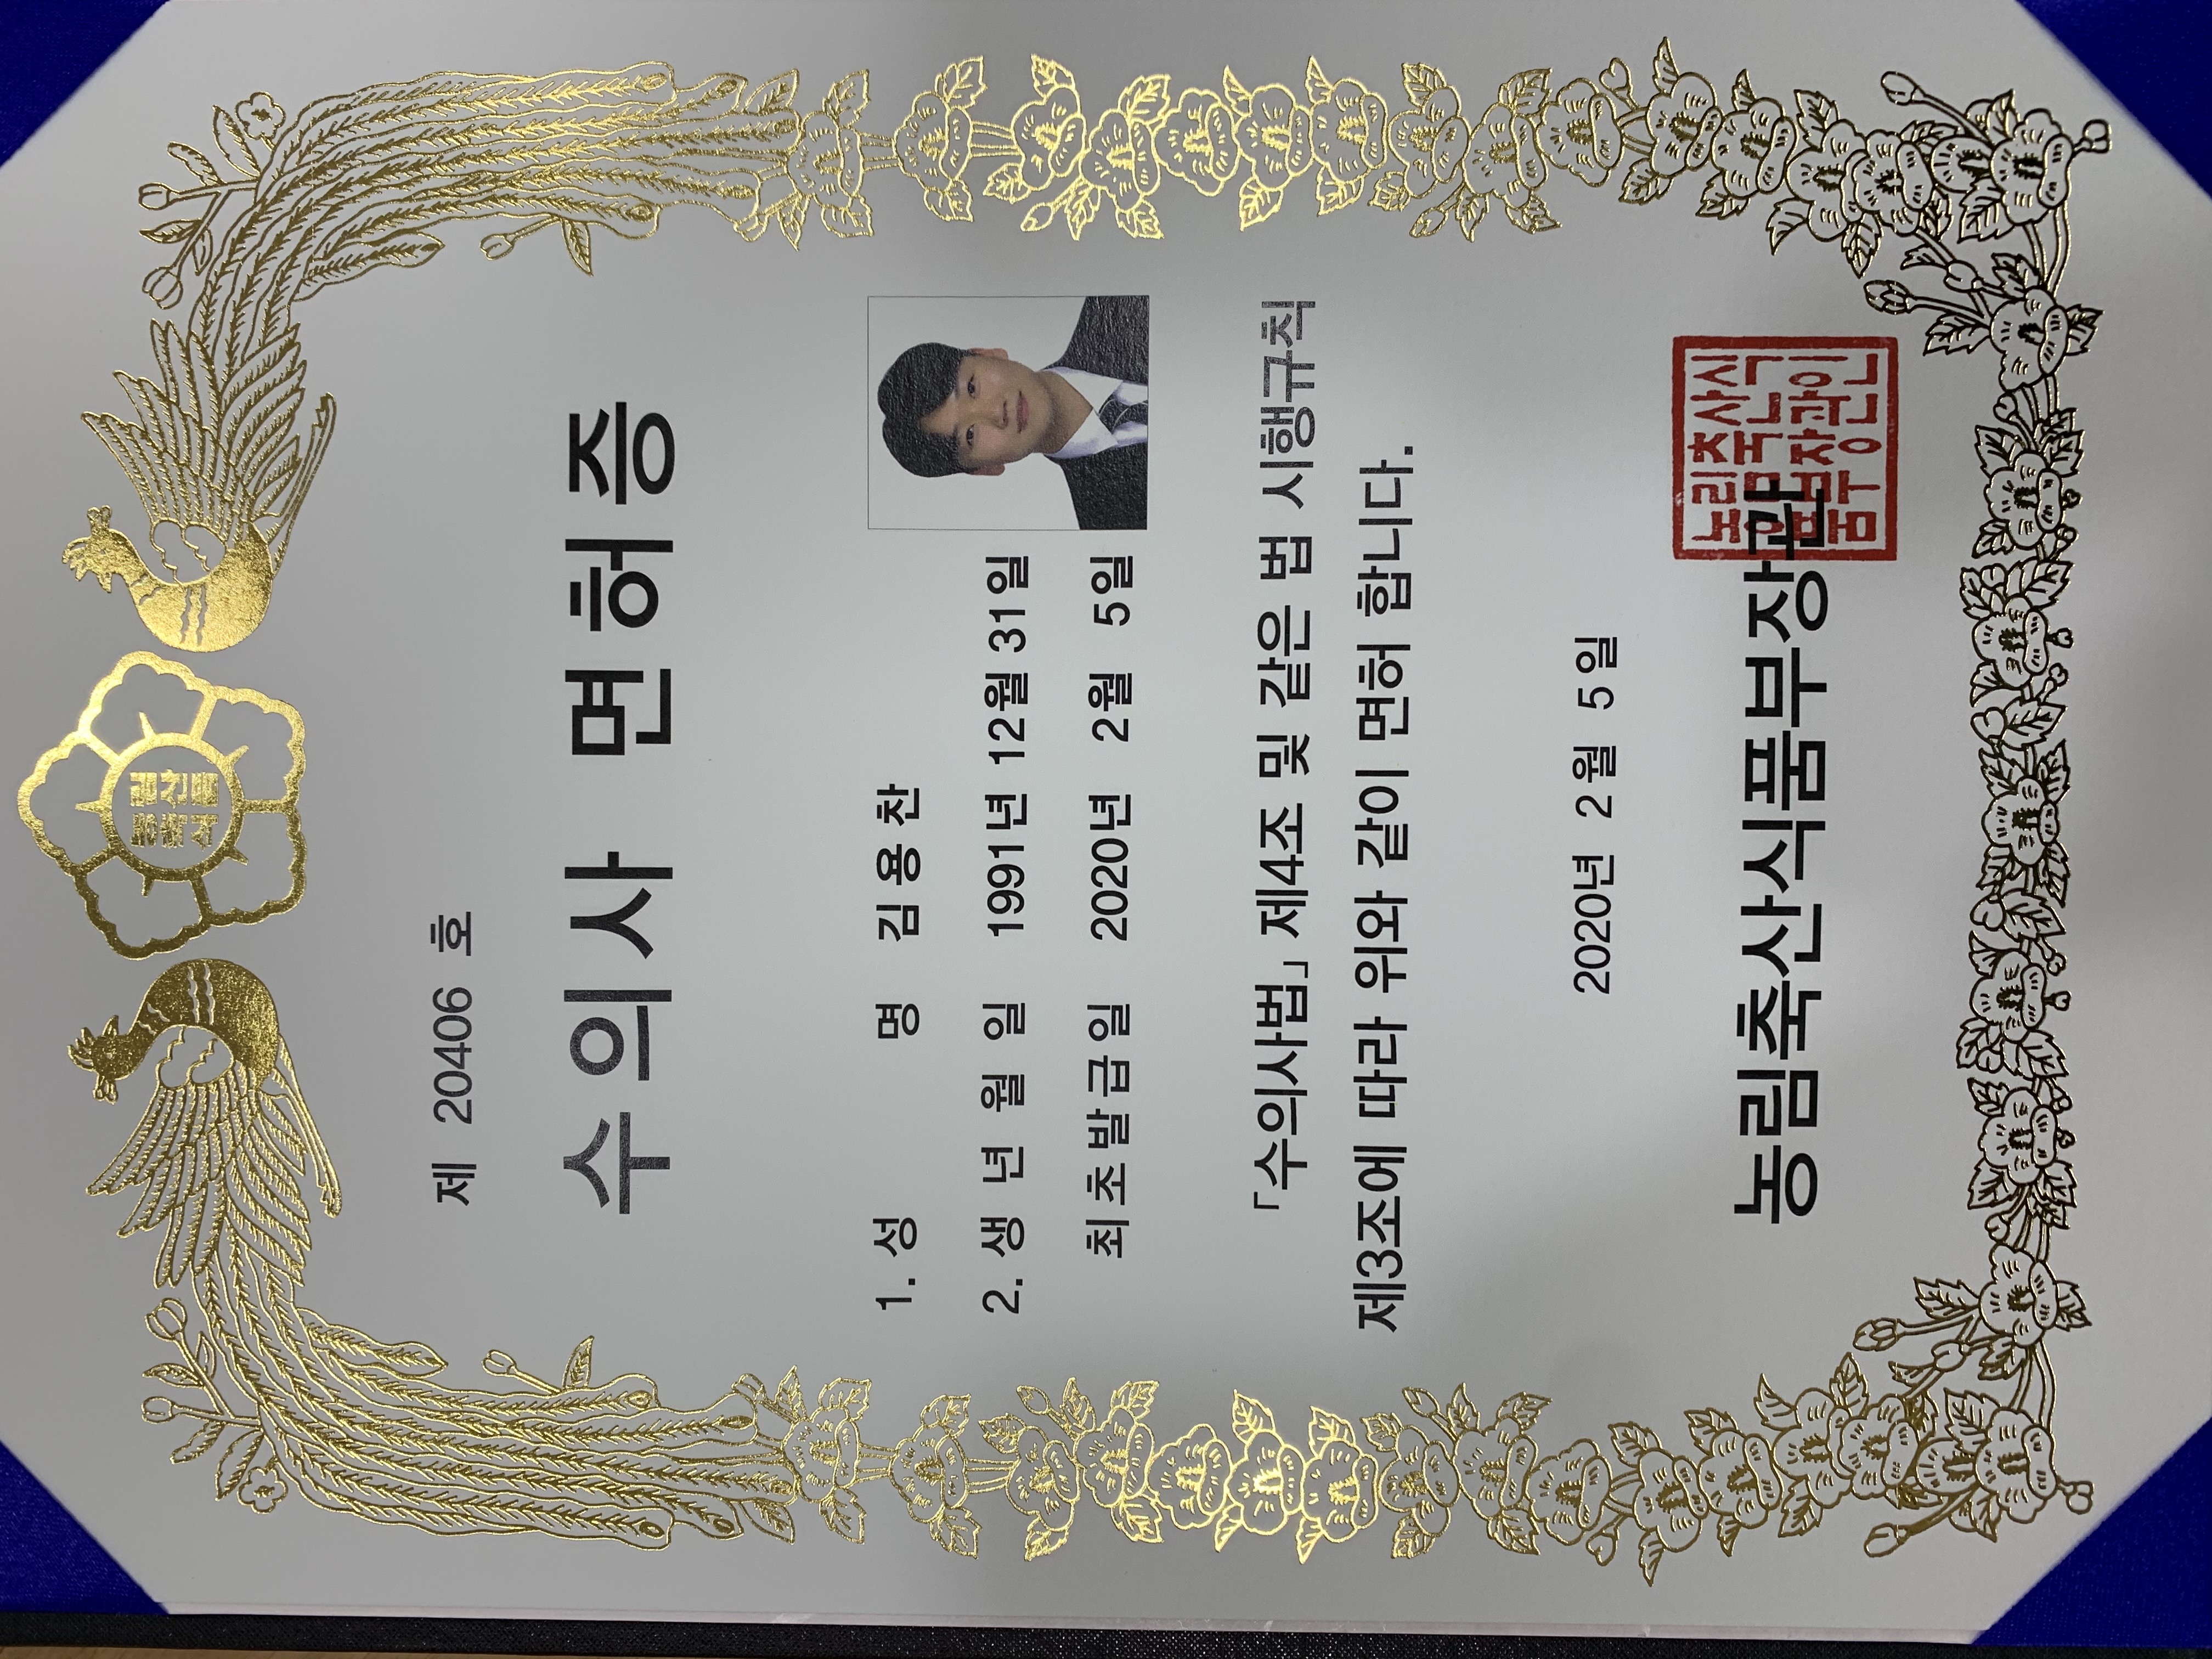 농림
축산
식품
제 20406 호
수의사 면허증
1. 성 명 김용찬
2. 생년월일 1991년 12월 31일
최초발급일 2020년 2월 5일
「수의사법」 제4조 및 같은 법 시행규칙
제3조에 따라 위와 같이 면허 합니다.
2020년 2월 5일
농림축산식품부장관
농림축산식
품부장관인